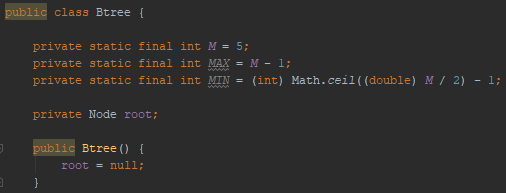 public class Btree {
private static final int M = 5;
private static final int MAX = M - 1;
private static final int MIN = (int) Math.ceil((double) M / 2) - 1;
private Node root;
public Btree() {
root = null;
}